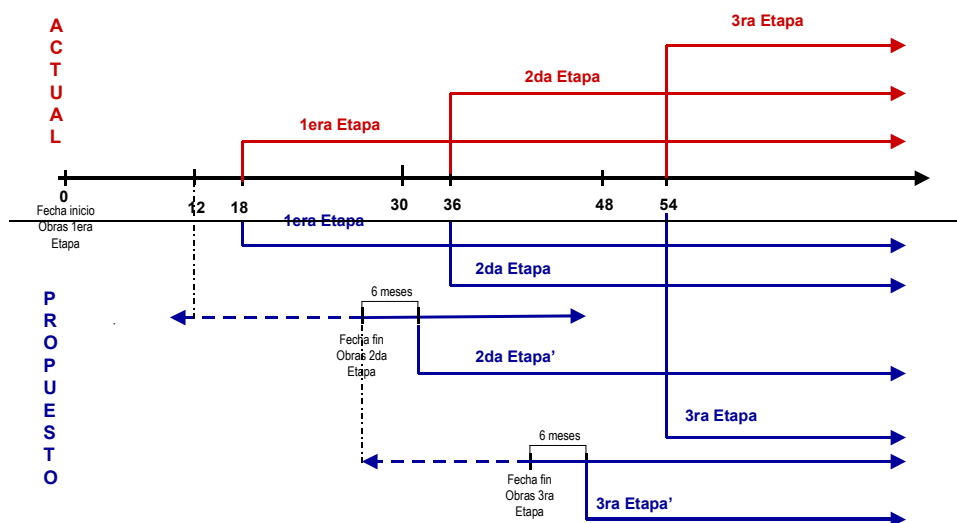 ACTUAL
3ra Etapa
2da Etapa
1era Etapa
0
12
18
30
36
48
54
Fecha inicio
Obras 1era
Etapa
1era Etapa
2da Etapa
PROPUESTO
6 meses
Fecha fin
Obras 2da
Etapa
2da Etapa’
3ra Etapa
6 meses
Fecha fin
Obras 3ra
Etapa
3ra Etapa’